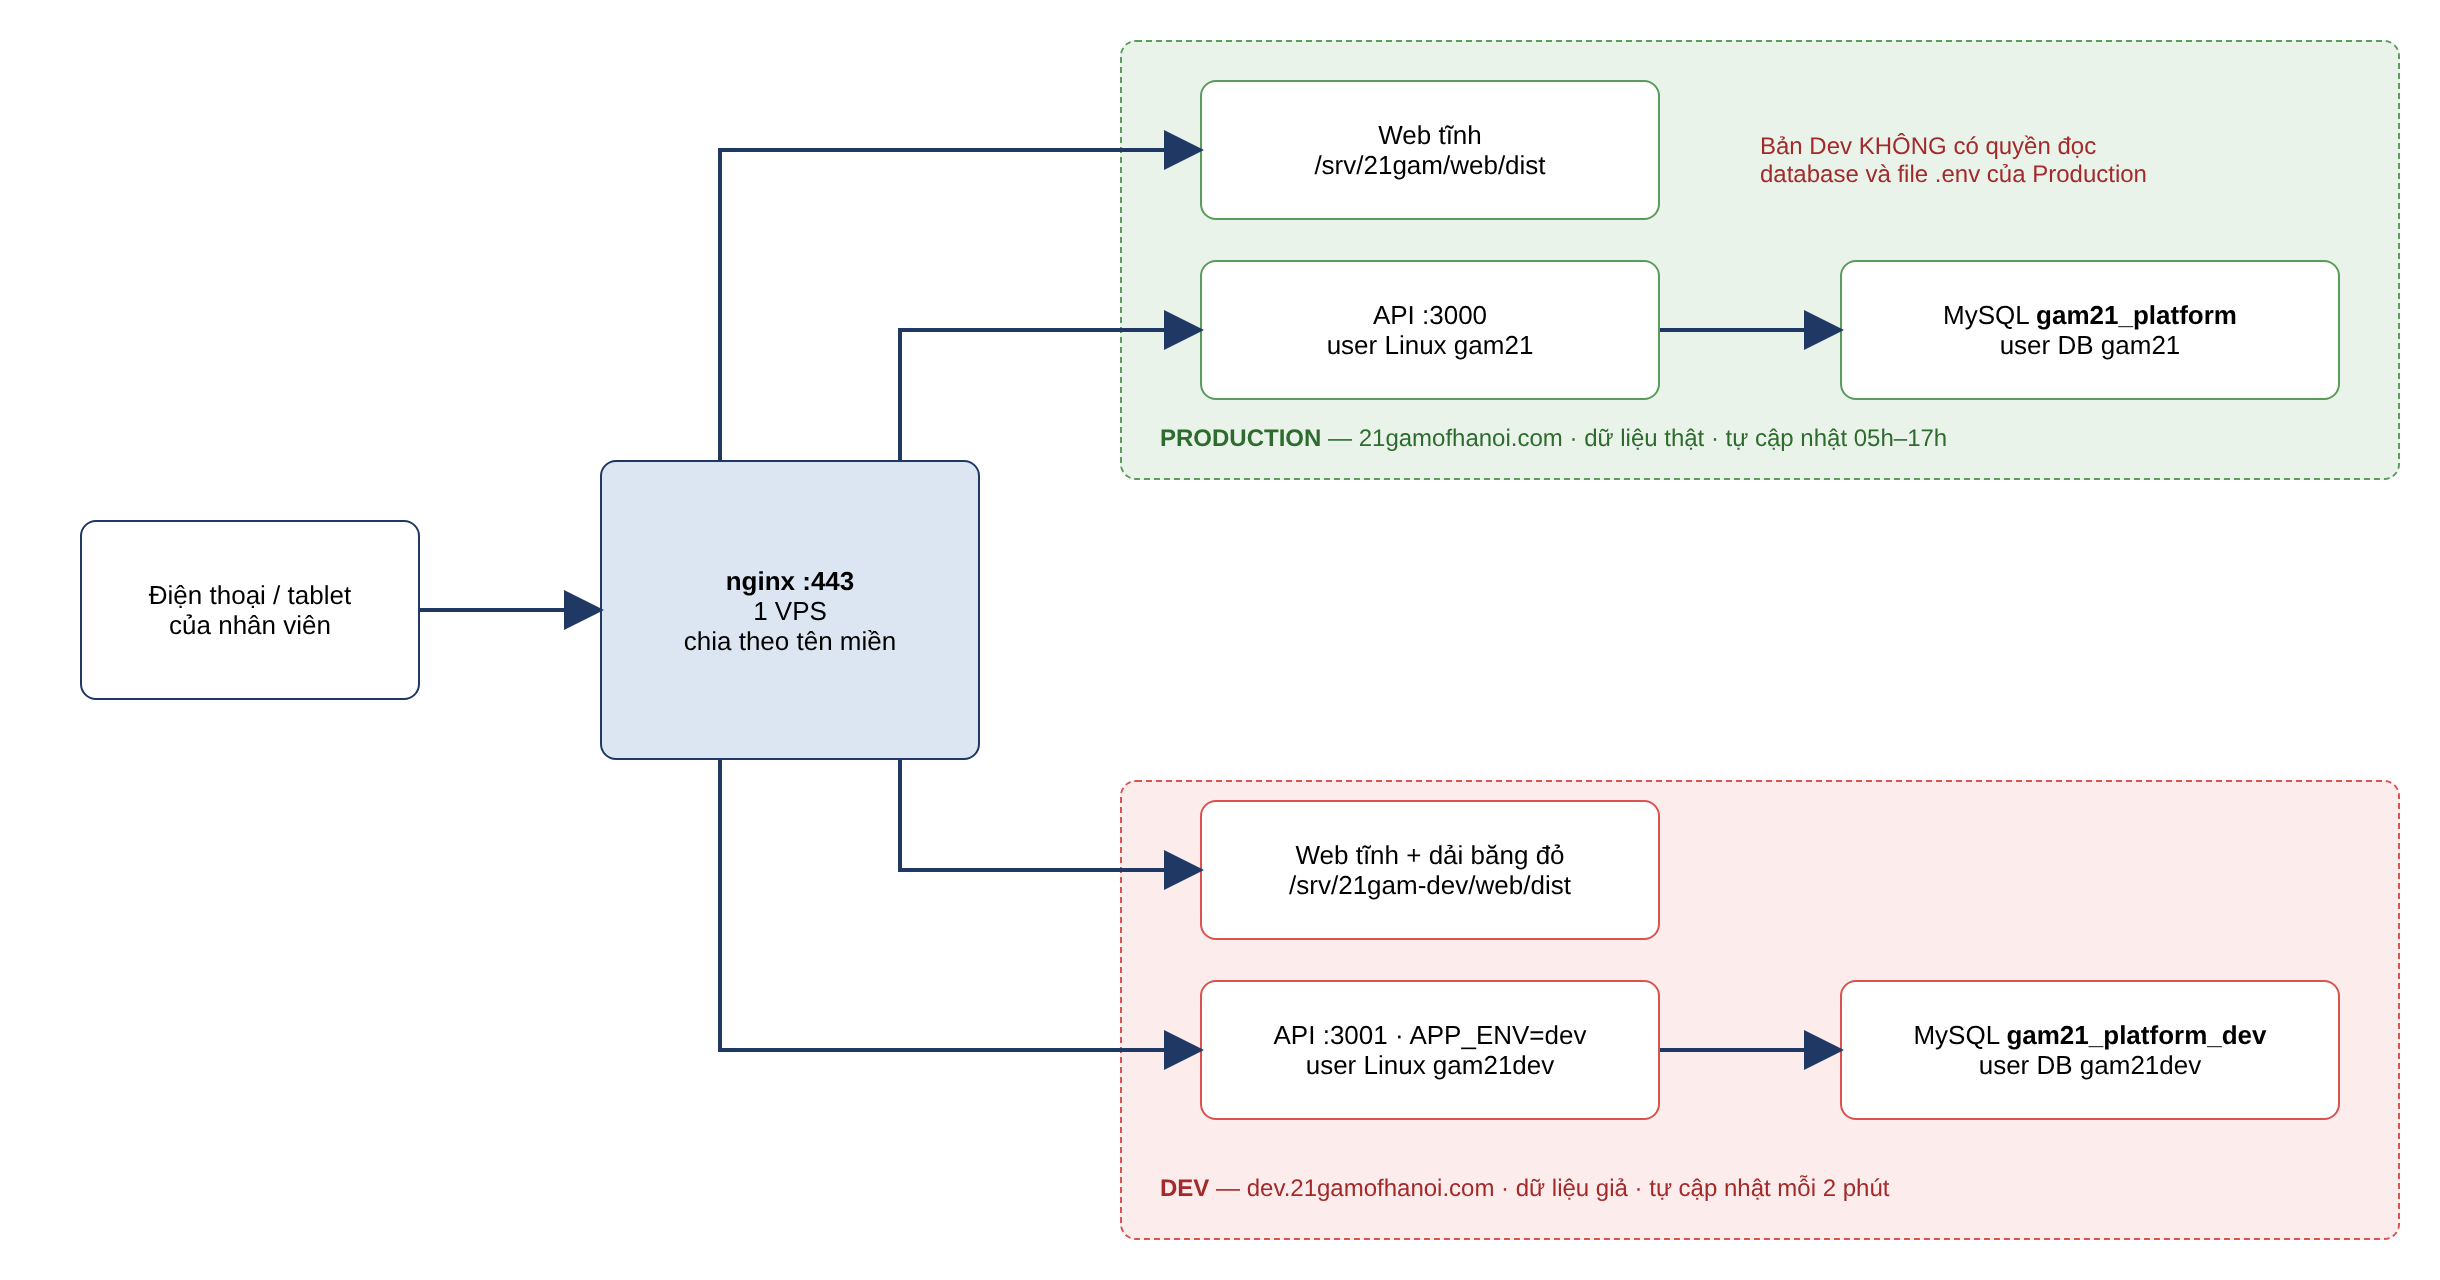 Web tĩnh
/srv/21gam/web/dist
Bản Dev KHÔNG có quyền đọc
database và file .env của Production
API :3000
user Linux gam21
MySQL gam21_platform
user DB gam21
PRODUCTION — 21gamofhanoi.com · dữ liệu thật · tự cập nhật 05h–17h
Điện thoại / tablet
của nhân viên
nginx :443
1 VPS
chia theo tên miền
Web tĩnh + dải băng đỏ
/srv/21gam-dev/web/dist
API :3001 · APP_ENV=dev
user Linux gam21dev
MySQL gam21_platform_dev
user DB gam21dev
DEV — dev.21gamofhanoi.com · dữ liệu giả · tự cập nhật mỗi 2 phút